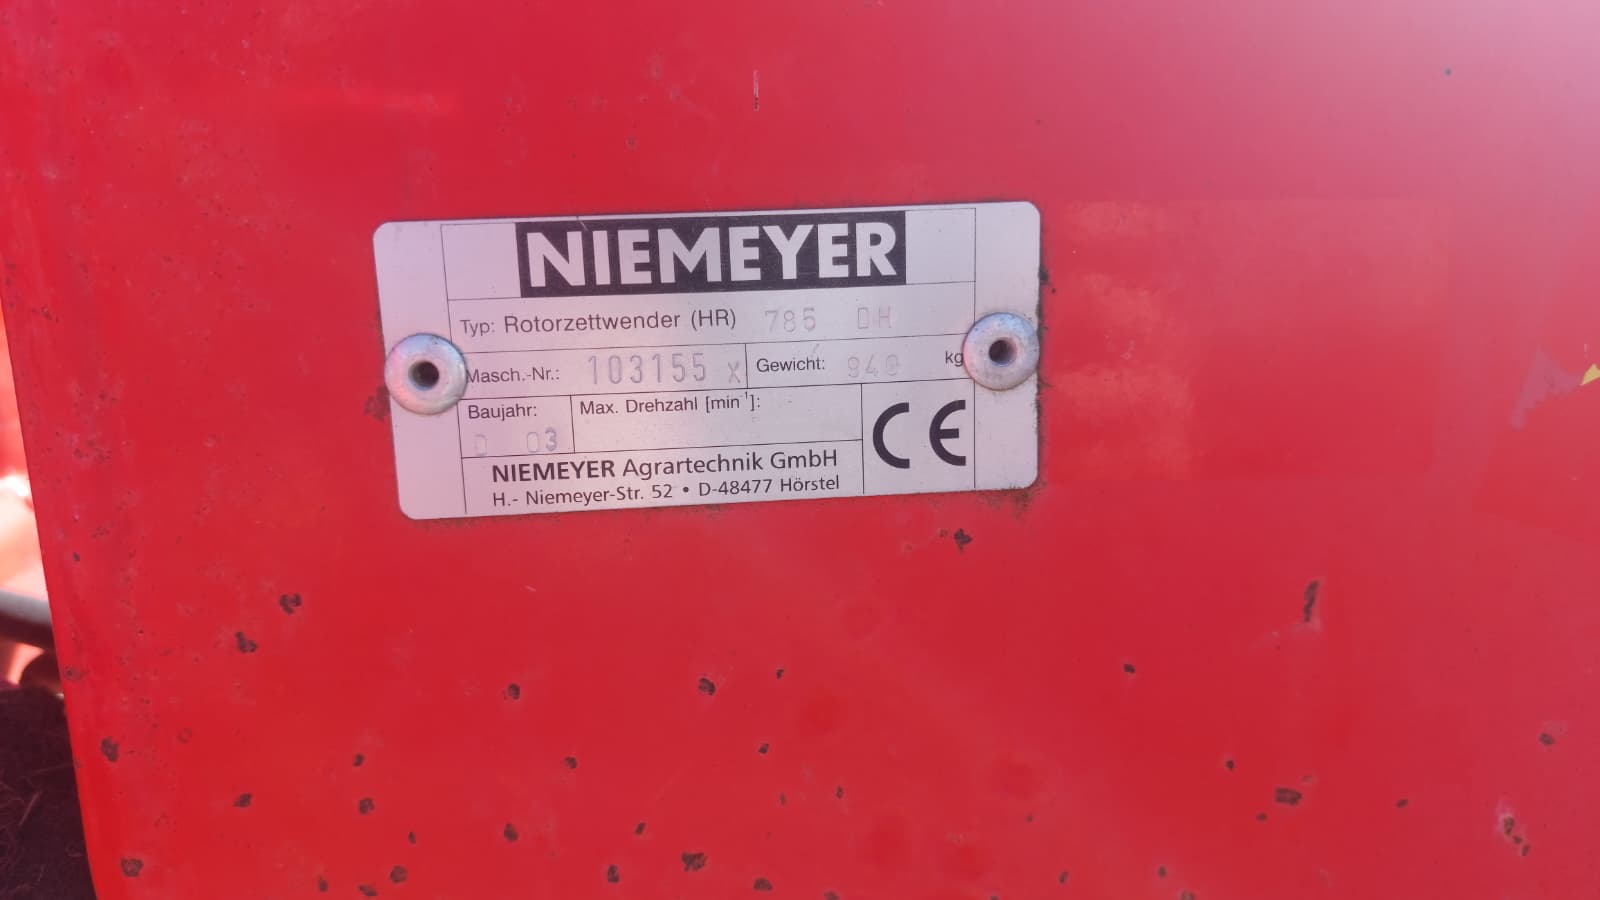 NIEMEYER
Typ: Rotorzettwender (HR) 785 DH
Masch.-Nr.: 103155 x Gewicht: 940 kg
Baujahr: Max. Drehzahl [min⁻¹]:
D 03
CE
NIEMEYER Agrartechnik GmbH
H.- Niemeyer-Str. 52 • D-48477 Hörstel